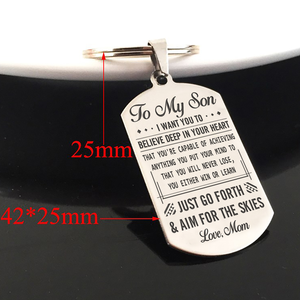 To My Son
I WANT YOU TO
BELIEVE DEEP IN YOUR HEART
THAT YOU'RE CAPABLE OF ACHIEVING
ANYTHING YOU PUT YOUR MIND TO
THAT YOU WILL NEVER LOSE,
YOU EITHER WIN OR LEARN
JUST GO FORTH
& AIM FOR THE SKIES
Love, Mom
25mm
42*25mm